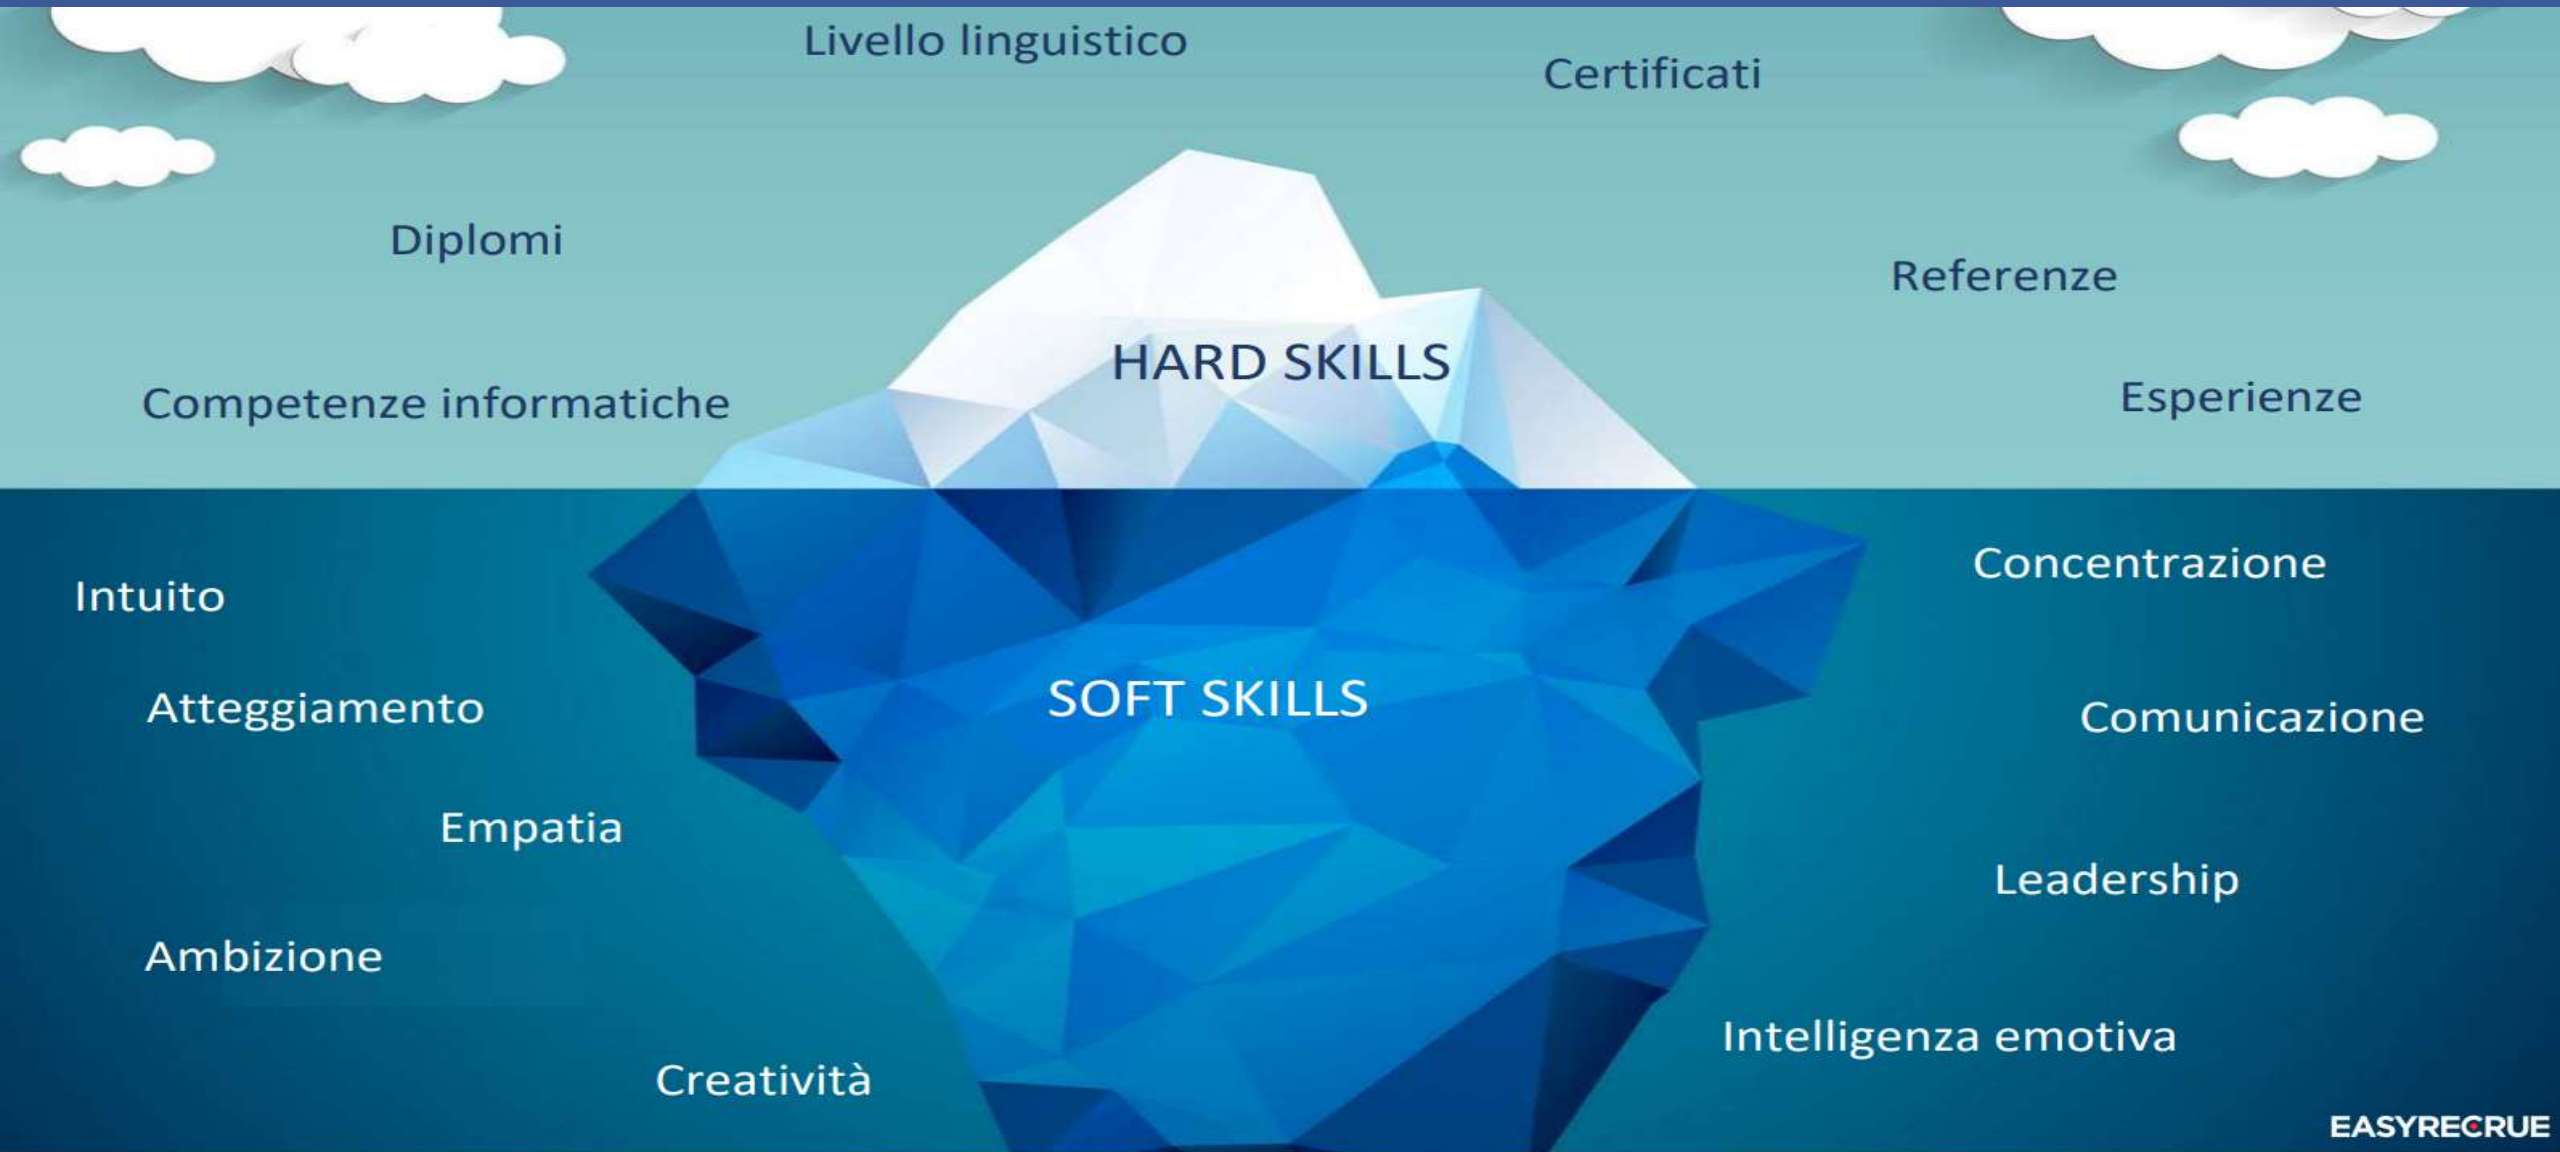 Livello linguistico
Certificati
Diplomi
Referenze
HARD SKILLS
Competenze informatiche
Esperienze
Concentrazione
Intuito
SOFT SKILLS
Atteggiamento
Comunicazione
Empatia
Leadership
Ambizione
Intelligenza emotiva
Creatività
EASYRECRUE